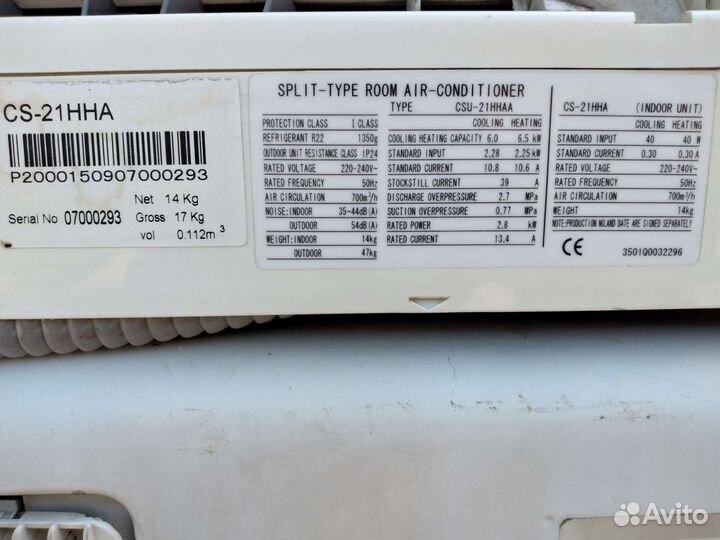 CS-21HHA
P2000150907000293
Net 14 Kg
Serial No 07000293 Gross 17 Kg
vol 0.112m3
SPLIT-TYPE ROOM AIR-CONDITIONER
PROTECTION CLASS I CLASS
REFRIGERANT R22 1350g
OUTDOOR UNIT RESISTANCE CLASS IP24
RATED VOLTAGE 220-240V~
RATED FREQUENCY 50Hz
AIR CIRCULATION 700m³/h
NOISE:INDOOR 35-44dB(A)
OUTDOOR 54dB(A)
WEIGHT:INDOOR 14kg
OUTDOOR 47kg
TYPE CSU-21HHAA
COOLING HEATING
COOLING HEATING CAPACITY 6.0 6.5 kW
STANDARD INPUT 2.28 2.25kW
STANDARD CURRENT 10.8 10.6 A
STOCKSTILL CURRENT 39 A
DISCHARGE OVERPRESSURE 2.7 MPa
SUCTION OVERPRESSURE 0.77 MPa
RATED POWER 2.8 kW
RATED CURRENT 13.4 A
CS-21HHA (INDOOR UNIT)
COOLING HEATING
STANDARD INPUT 40 40 W
STANDARD CURRENT 0.30 0.30A
RATED VOLTAGE 220-240V~
RATED FREQUENCY 50Hz
AIR CIRCULATION 700m³/h
WEIGHT 14kg
NOTE:PRODUCTION NO.AND DATE ARE SIGNED SEPARATELY
CE 3501Q0032296
Avito